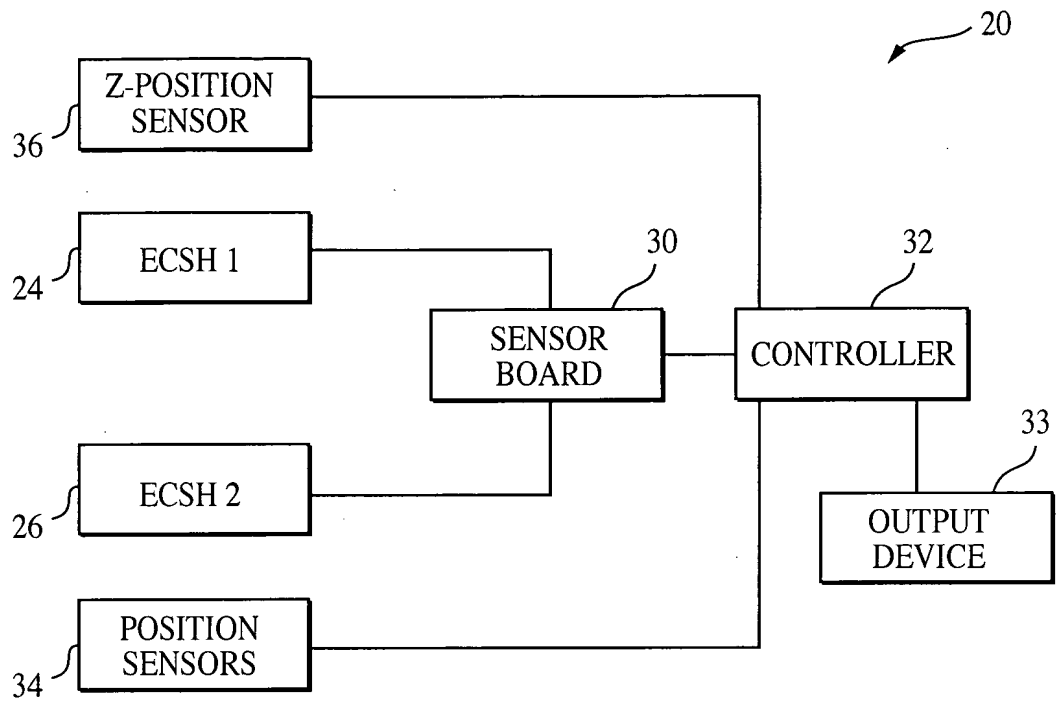 20
Z-POSITION
SENSOR
36
ECSH 1
24
30
32
SENSOR
BOARD
CONTROLLER
33
ECSH 2
26
OUTPUT
DEVICE
POSITION
SENSORS
34